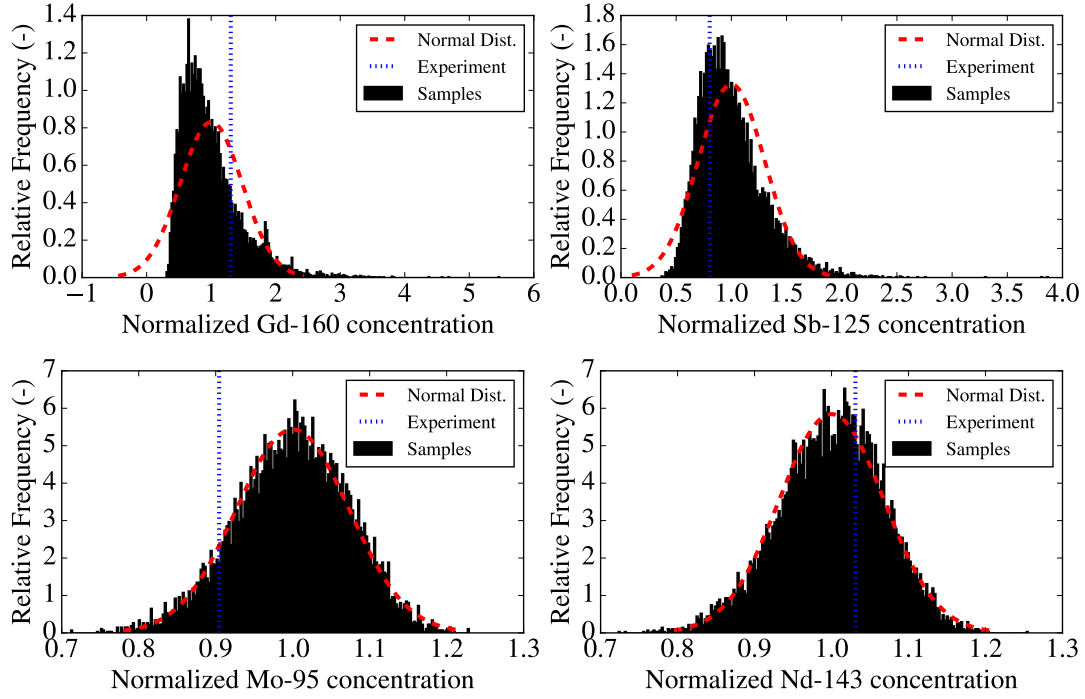 Relative Frequency (-)
1.4
1.2
1.0
0.8
0.6
0.4
0.2
0.0
Normal Dist.
Experiment
Samples
−1 0 1 2 3 4 5 6
Normalized Gd-160 concentration
Relative Frequency (-)
1.8
1.6
1.4
1.2
1.0
0.8
0.6
0.4
0.2
0.0
Normal Dist.
Experiment
Samples
0.0 0.5 1.0 1.5 2.0 2.5 3.0 3.5 4.0
Normalized Sb-125 concentration
Relative Frequency (-)
7
6
5
4
3
2
1
0
Normal Dist.
Experiment
Samples
0.7 0.8 0.9 1.0 1.1 1.2 1.3
Normalized Mo-95 concentration
Relative Frequency (-)
7
6
5
4
3
2
1
0
Normal Dist.
Experiment
Samples
0.7 0.8 0.9 1.0 1.1 1.2 1.3
Normalized Nd-143 concentration